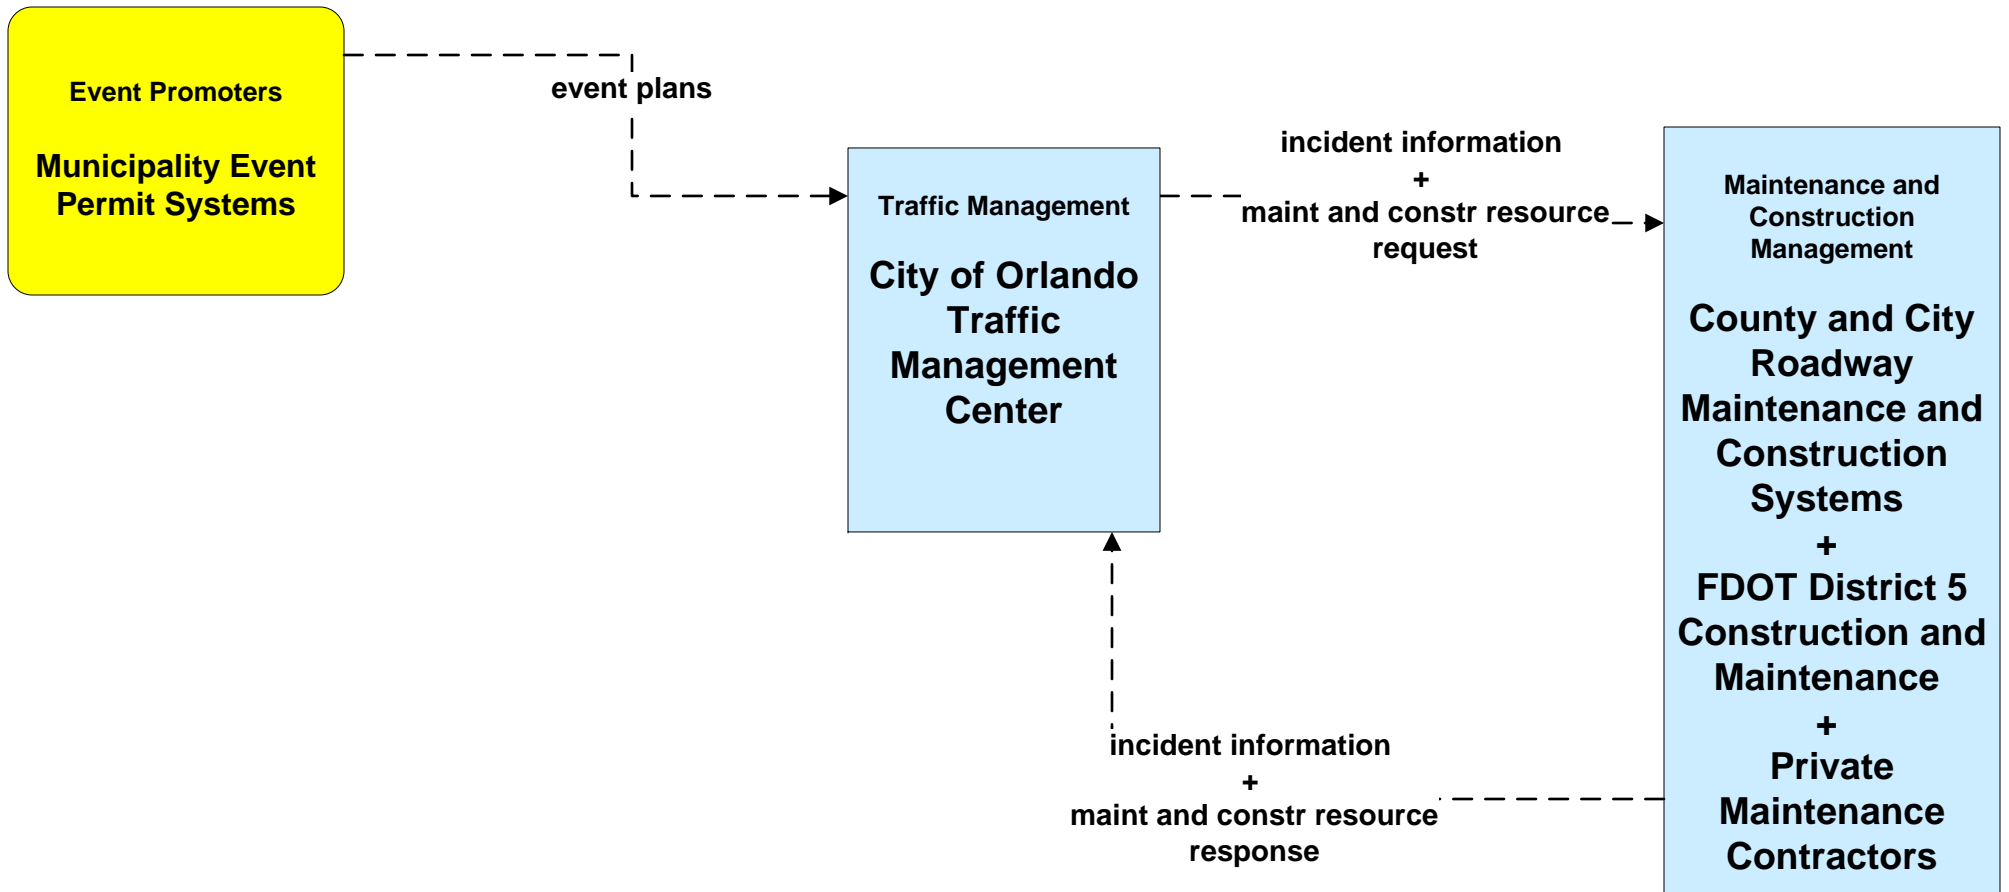 Event Promoters
Municipality Event
Permit Systems
event plans
Traffic Management
City of Orlando
Traffic
Management
Center
incident information
+
maint and constr resource
request
Maintenance and
Construction
Management
County and City
Roadway
Maintenance and
Construction
Systems
+
FDOT District 5
Construction and
Maintenance
+
Private
Maintenance
Contractors
incident information
+
maint and constr resource
response